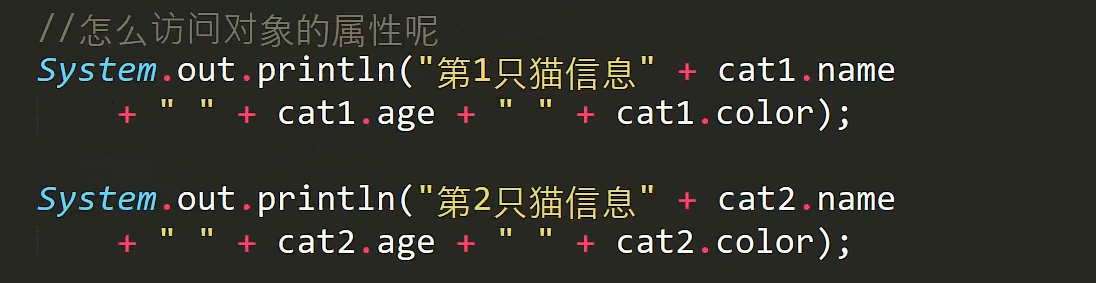 //怎么访问对象的属性呢
System.out.println("第1只猫信息" + cat1.name
+ " " + cat1.age + " " + cat1.color);
System.out.println("第2只猫信息" + cat2.name
+ " " + cat2.age + " " + cat2.color);